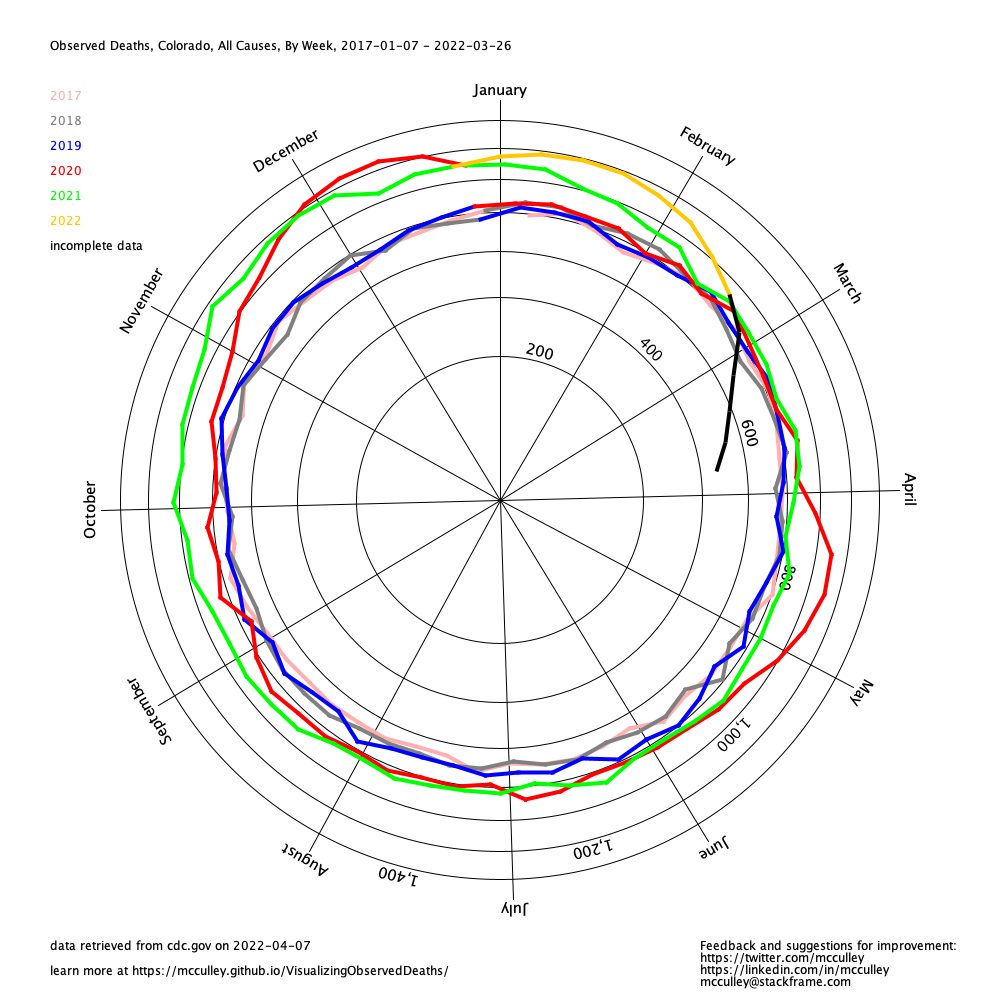 Observed Deaths, Colorado, All Causes, By Week, 2017-01-07 - 2022-03-26
2017
2018
2019
2020
2021
2022
incomplete data
January
February
March
April
May
June
July
August
September
October
November
December
200
400
600
800
1,000
1,200
1,400
data retrieved from cdc.gov on 2022-04-07
learn more at https://mcculley.github.io/VisualizingObservedDeaths/
Feedback and suggestions for improvement:
https://twitter.com/mcculley
https://linkedin.com/in/mcculley
mcculley@stackframe.com